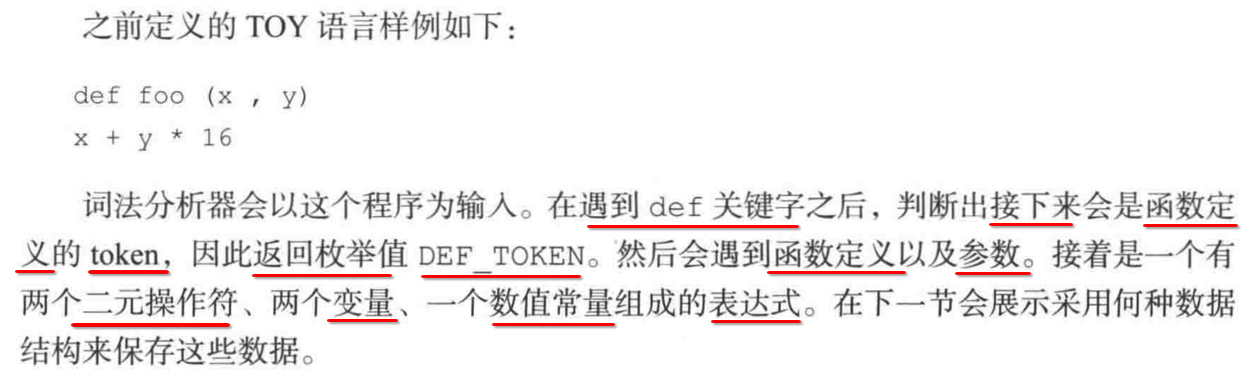 之前定义的 TOY 语言样例如下：
def foo (x , y)
x + y * 16
词法分析器会以这个程序为输入。在遇到 def 关键字之后，判断出接下来会是函数定
义的 token，因此返回枚举值 DEF_TOKEN。然后会遇到函数定义以及参数。接着是一个有
两个二元操作符、两个变量、一个数值常量组成的表达式。在下一节会展示采用何种数据
结构来保存这些数据。